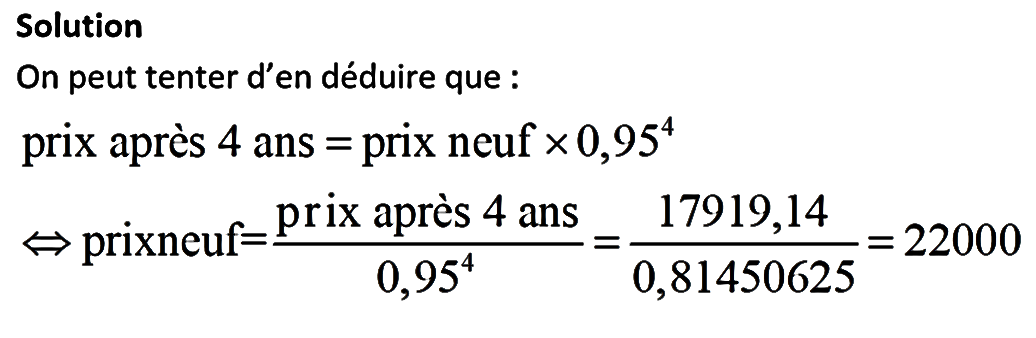 Solution
On peut tenter d'en déduire que :
prix après 4 ans = prix neuf × 0,95⁴
⇔ prixneuf= prix après 4 ans / 0,95⁴ = 17919,14 / 0,81450625 = 22000